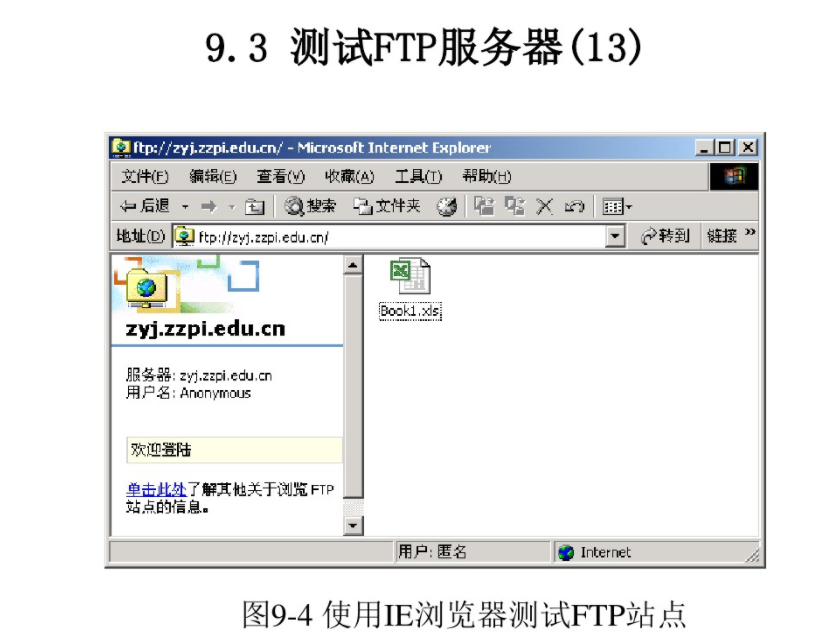 9.3 测试FTP服务器(13)
ftp://zyj.zzpi.edu.cn/ - Microsoft Internet Explorer
文件(F) 编辑(E) 查看(V) 收藏(A) 工具(T) 帮助(H)
后退 搜索 文件夹
地址(D) ftp://zyj.zzpi.edu.cn/ 转到 链接 »
Book1.xls
zyj.zzpi.edu.cn
服务器: zyj.zzpi.edu.cn
用户名: Anonymous
欢迎登陆
单击此处了解其他关于浏览 FTP
站点的信息。
用户: 匿名 Internet
图9-4 使用IE浏览器测试FTP站点